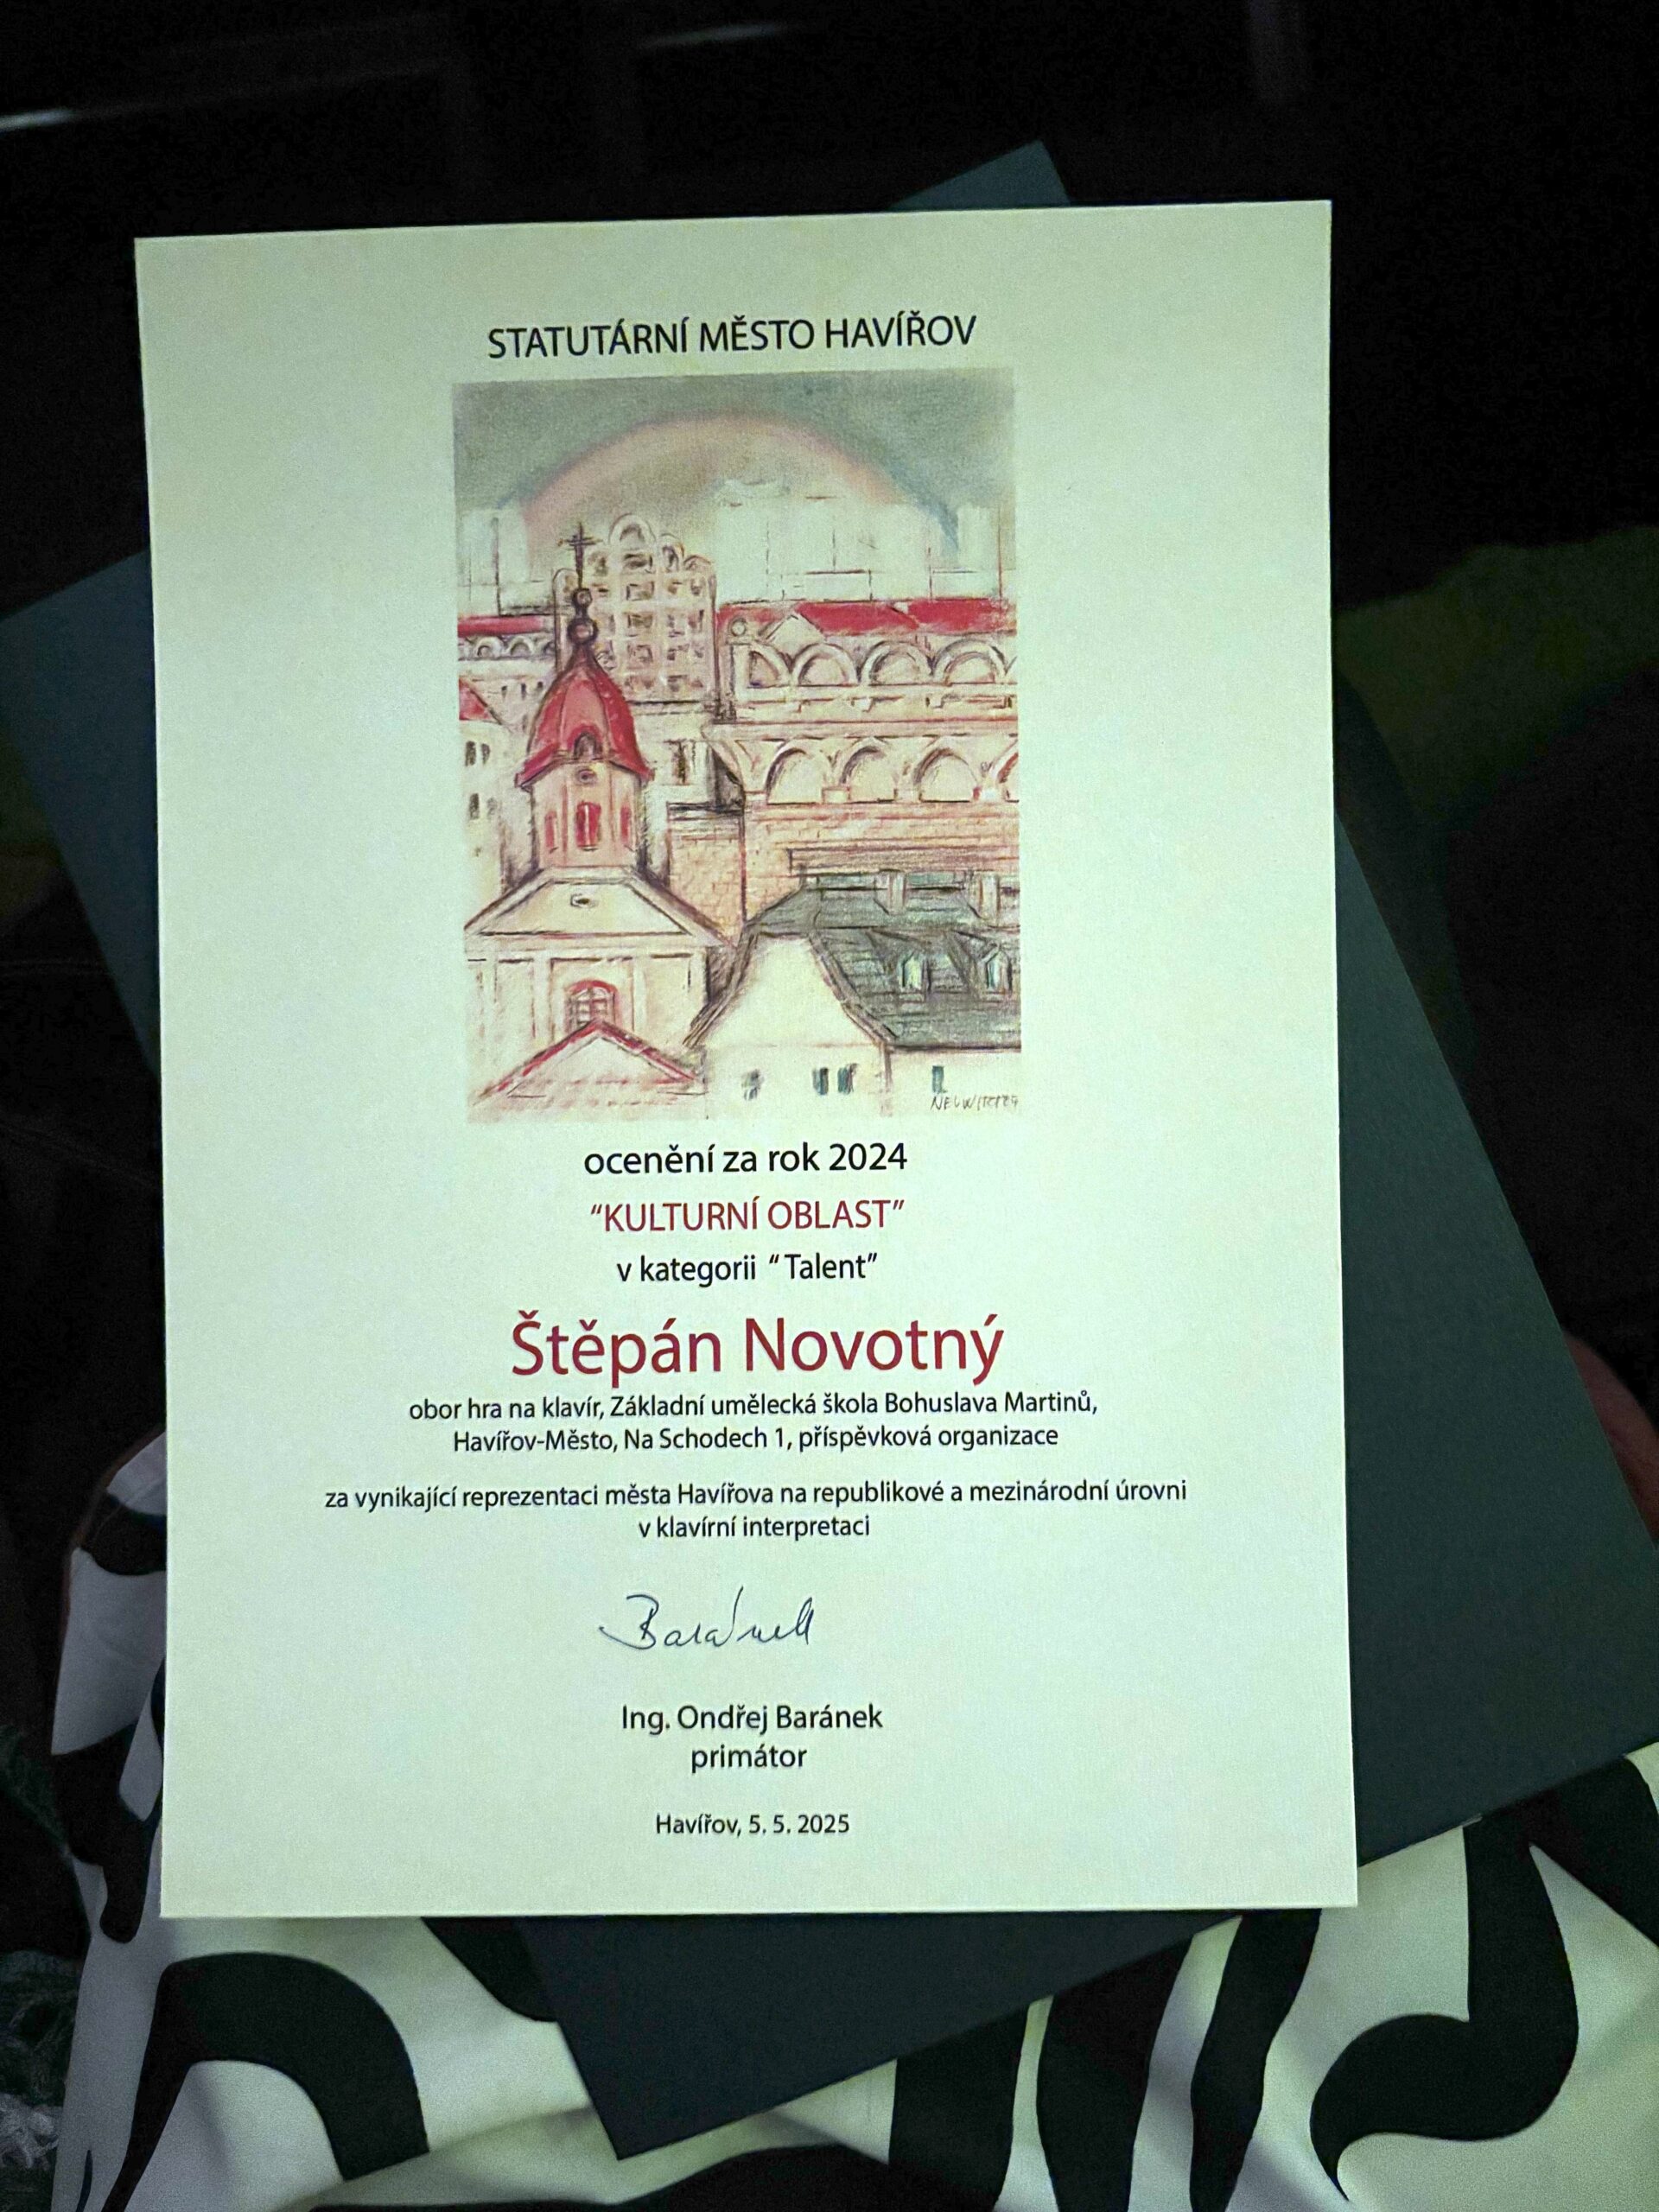 STATUTÁRNÍ MĚSTO HAVÍŘOV
ocenění za rok 2024
“KULTURNÍ OBLAST”
v kategorii “Talent”
Štěpán Novotný
obor hra na klavír, Základní umělecká škola Bohuslava Martinů,
Havířov-Město, Na Schodech 1, příspěvková organizace
za vynikající reprezentaci města Havířova na republikové a mezinárodní úrovni
v klavírní interpretaci
Ing. Ondřej Baránek
primátor
Havířov, 5. 5. 2025